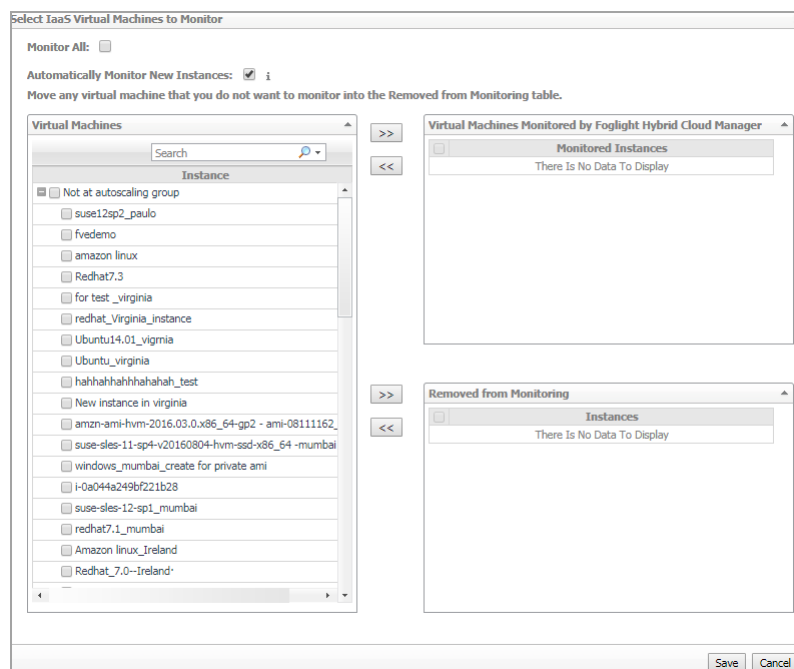 Select IaaS Virtual Machines to Monitor
Monitor All:
Automatically Monitor New Instances: i
Move any virtual machine that you do not want to monitor into the Removed from Monitoring table.
Virtual Machines
Search
Instance
Not at autoscaling group
suse12sp2_paulo
fvedemo
amazon linux
Redhat7.3
for test _virginia
redhat_Virginia_instance
Ubuntu14.01_vigrnia
Ubuntu_virginia
hahhahhahhhahahah_test
New instance in virginia
amzn-ami-hvm-2016.03.0.x86_64-gp2 - ami-08111162_
suse-sles-11-sp4-v20160804-hvm-ssd-x86_64 -mumbai
windows_mumbai_create for private ami
i-0a044a249bf221b28
suse-sles-12-sp1_mumbai
redhat7.1_mumbai
Amazon linux_Ireland
Redhat_7.0--Ireland·
>>
<<
Virtual Machines Monitored by Foglight Hybrid Cloud Manager
Monitored Instances
There Is No Data To Display
>>
<<
Removed from Monitoring
Instances
There Is No Data To Display
Save
Cancel